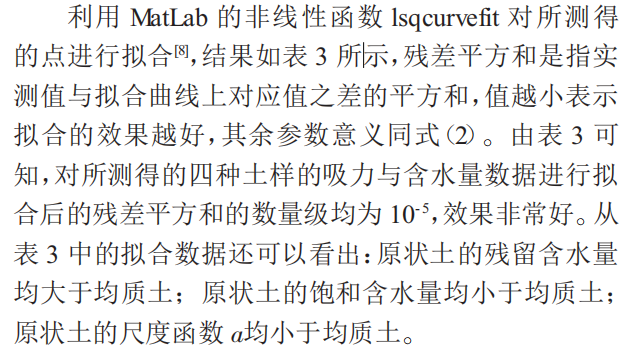 利用 MatLab 的非线性函数 lsqcurvefit 对所测得
的点进行拟合[8],结果如表 3 所示,残差平方和是指实
测值与拟合曲线上对应值之差的平方和,值越小表示
拟合的效果越好,其余参数意义同式(2)。由表 3 可
知,对所测得的四种土样的吸力与含水量数据进行拟
合后的残差平方和的数量级均为 10-5,效果非常好。从
表 3 中的拟合数据还可以看出:原状土的残留含水量
均大于均质土;原状土的饱和含水量均小于均质土;
原状土的尺度函数 a均小于均质土。